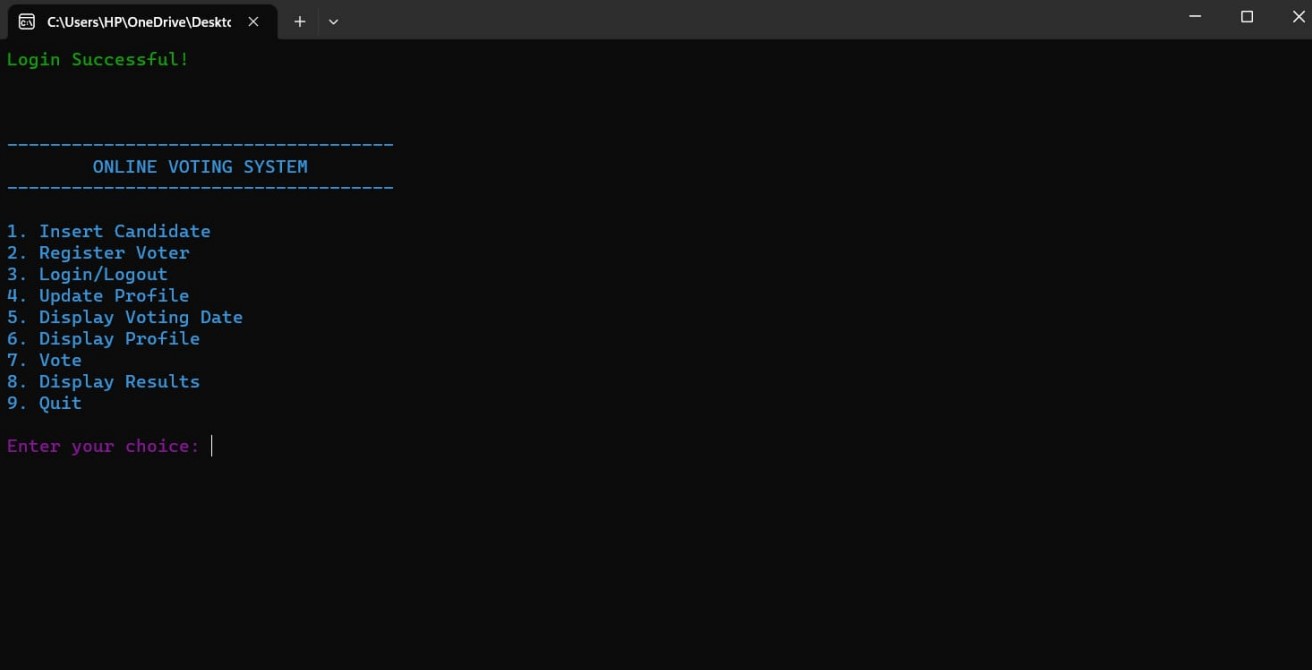 C:\Users\HP\OneDrive\Deskto
Login Successful!
-------------------------------------
ONLINE VOTING SYSTEM
-------------------------------------
1. Insert Candidate
2. Register Voter
3. Login/Logout
4. Update Profile
5. Display Voting Date
6. Display Profile
7. Vote
8. Display Results
9. Quit
Enter your choice: